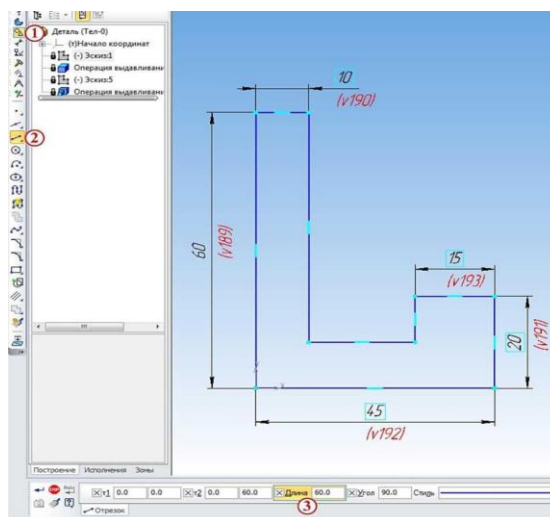 1
Деталь (Тел-0)
(т)Начало координат
(-) Эскиз:1
Операция выдавливани
(-) Эскиз:5
Операция выдавливани
2
10
(v190)
60
(v189)
15
(v193)
20
(v191)
45
(v192)
Построение Исполнения Зоны
т1 0.0 0.0 т2 0.0 60.0 Длина 60.0 Угол 90.0 Стиль
3
Отрезок